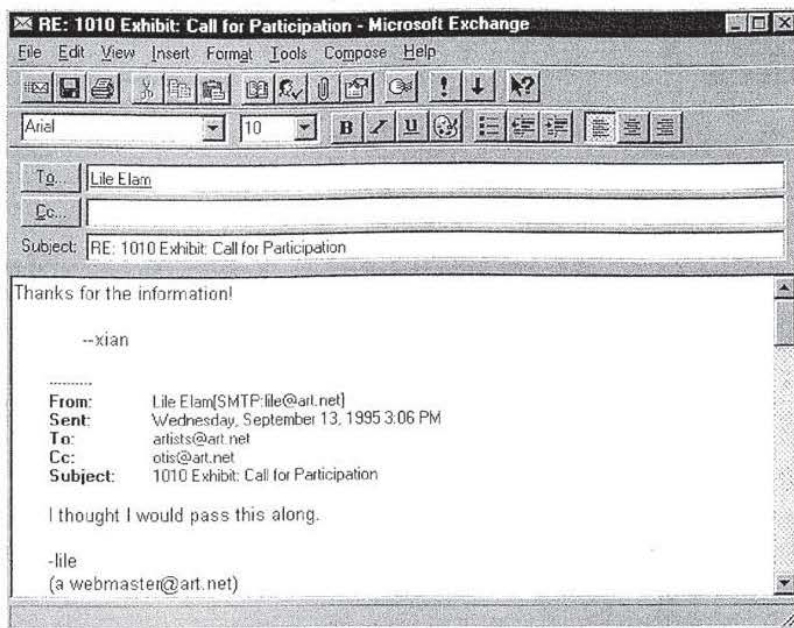 RE: 1010 Exhibit: Call for Participation - Microsoft Exchange
File Edit View Insert Format Tools Compose Help
Arial 10 B I U
To... Lile Elam
Cc...
Subject: RE: 1010 Exhibit: Call for Participation
Thanks for the information!
--xian
----------
From: Lile Elam[SMTP:lile@art.net]
Sent: Wednesday, September 13, 1995 3:06 PM
To: artists@art.net
Cc: otis@art.net
Subject: 1010 Exhibit: Call for Participation
I thought I would pass this along.
-lile
(a webmaster@art.net)